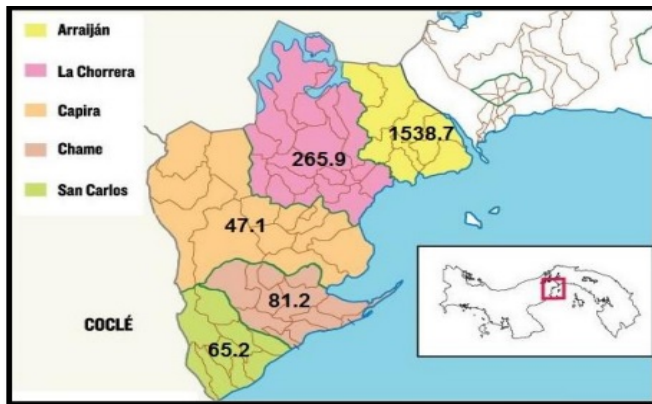 Arraiján
La Chorrera
Capira
Chame
San Carlos
1538.7
265.9
47.1
81.2
65.2
COCLÉ